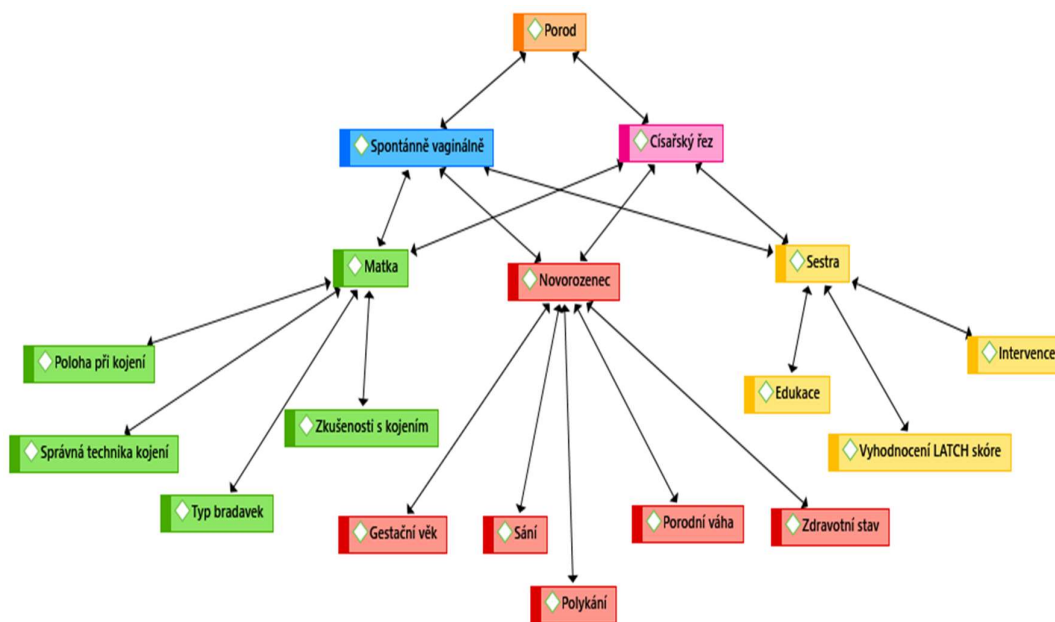 Porod
Spontánně vaginálně
Císařský řez
Matka
Novorozenec
Sestra
Poloha při kojení
Intervence
Edukace
Zkušenosti s kojením
Správná technika kojení
Vyhodnocení LATCH skóre
Typ bradavek
Gestační věk
Sání
Porodní váha
Zdravotní stav
Polykání